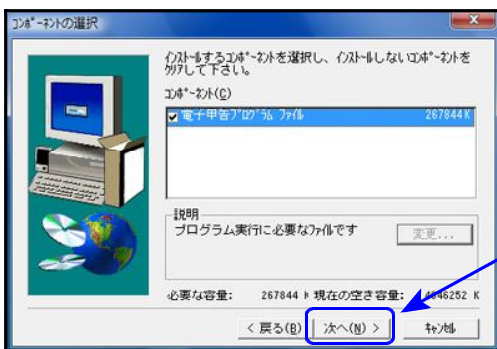 ｺﾝﾎﾟｰﾈﾝﾄの選択
ｲﾝｽﾄｰﾙするｺﾝﾎﾟｰﾈﾝﾄを選択し、ｲﾝｽﾄｰﾙしないｺﾝﾎﾟｰﾈﾝﾄを
ｸﾘｱして下さい。
ｺﾝﾎﾟｰﾈﾝﾄ(C)
電子申告ﾌﾟﾛｸﾞﾗﾑ ﾌｧｲﾙ 267844 K
説明
プログラム実行に必要なﾌｧｲﾙです
変更...
必要な容量: 267844 K 現在の空き容量: 4046252 K
< 戻る(B) 次へ(N) > ｷｬﾝｾﾙ